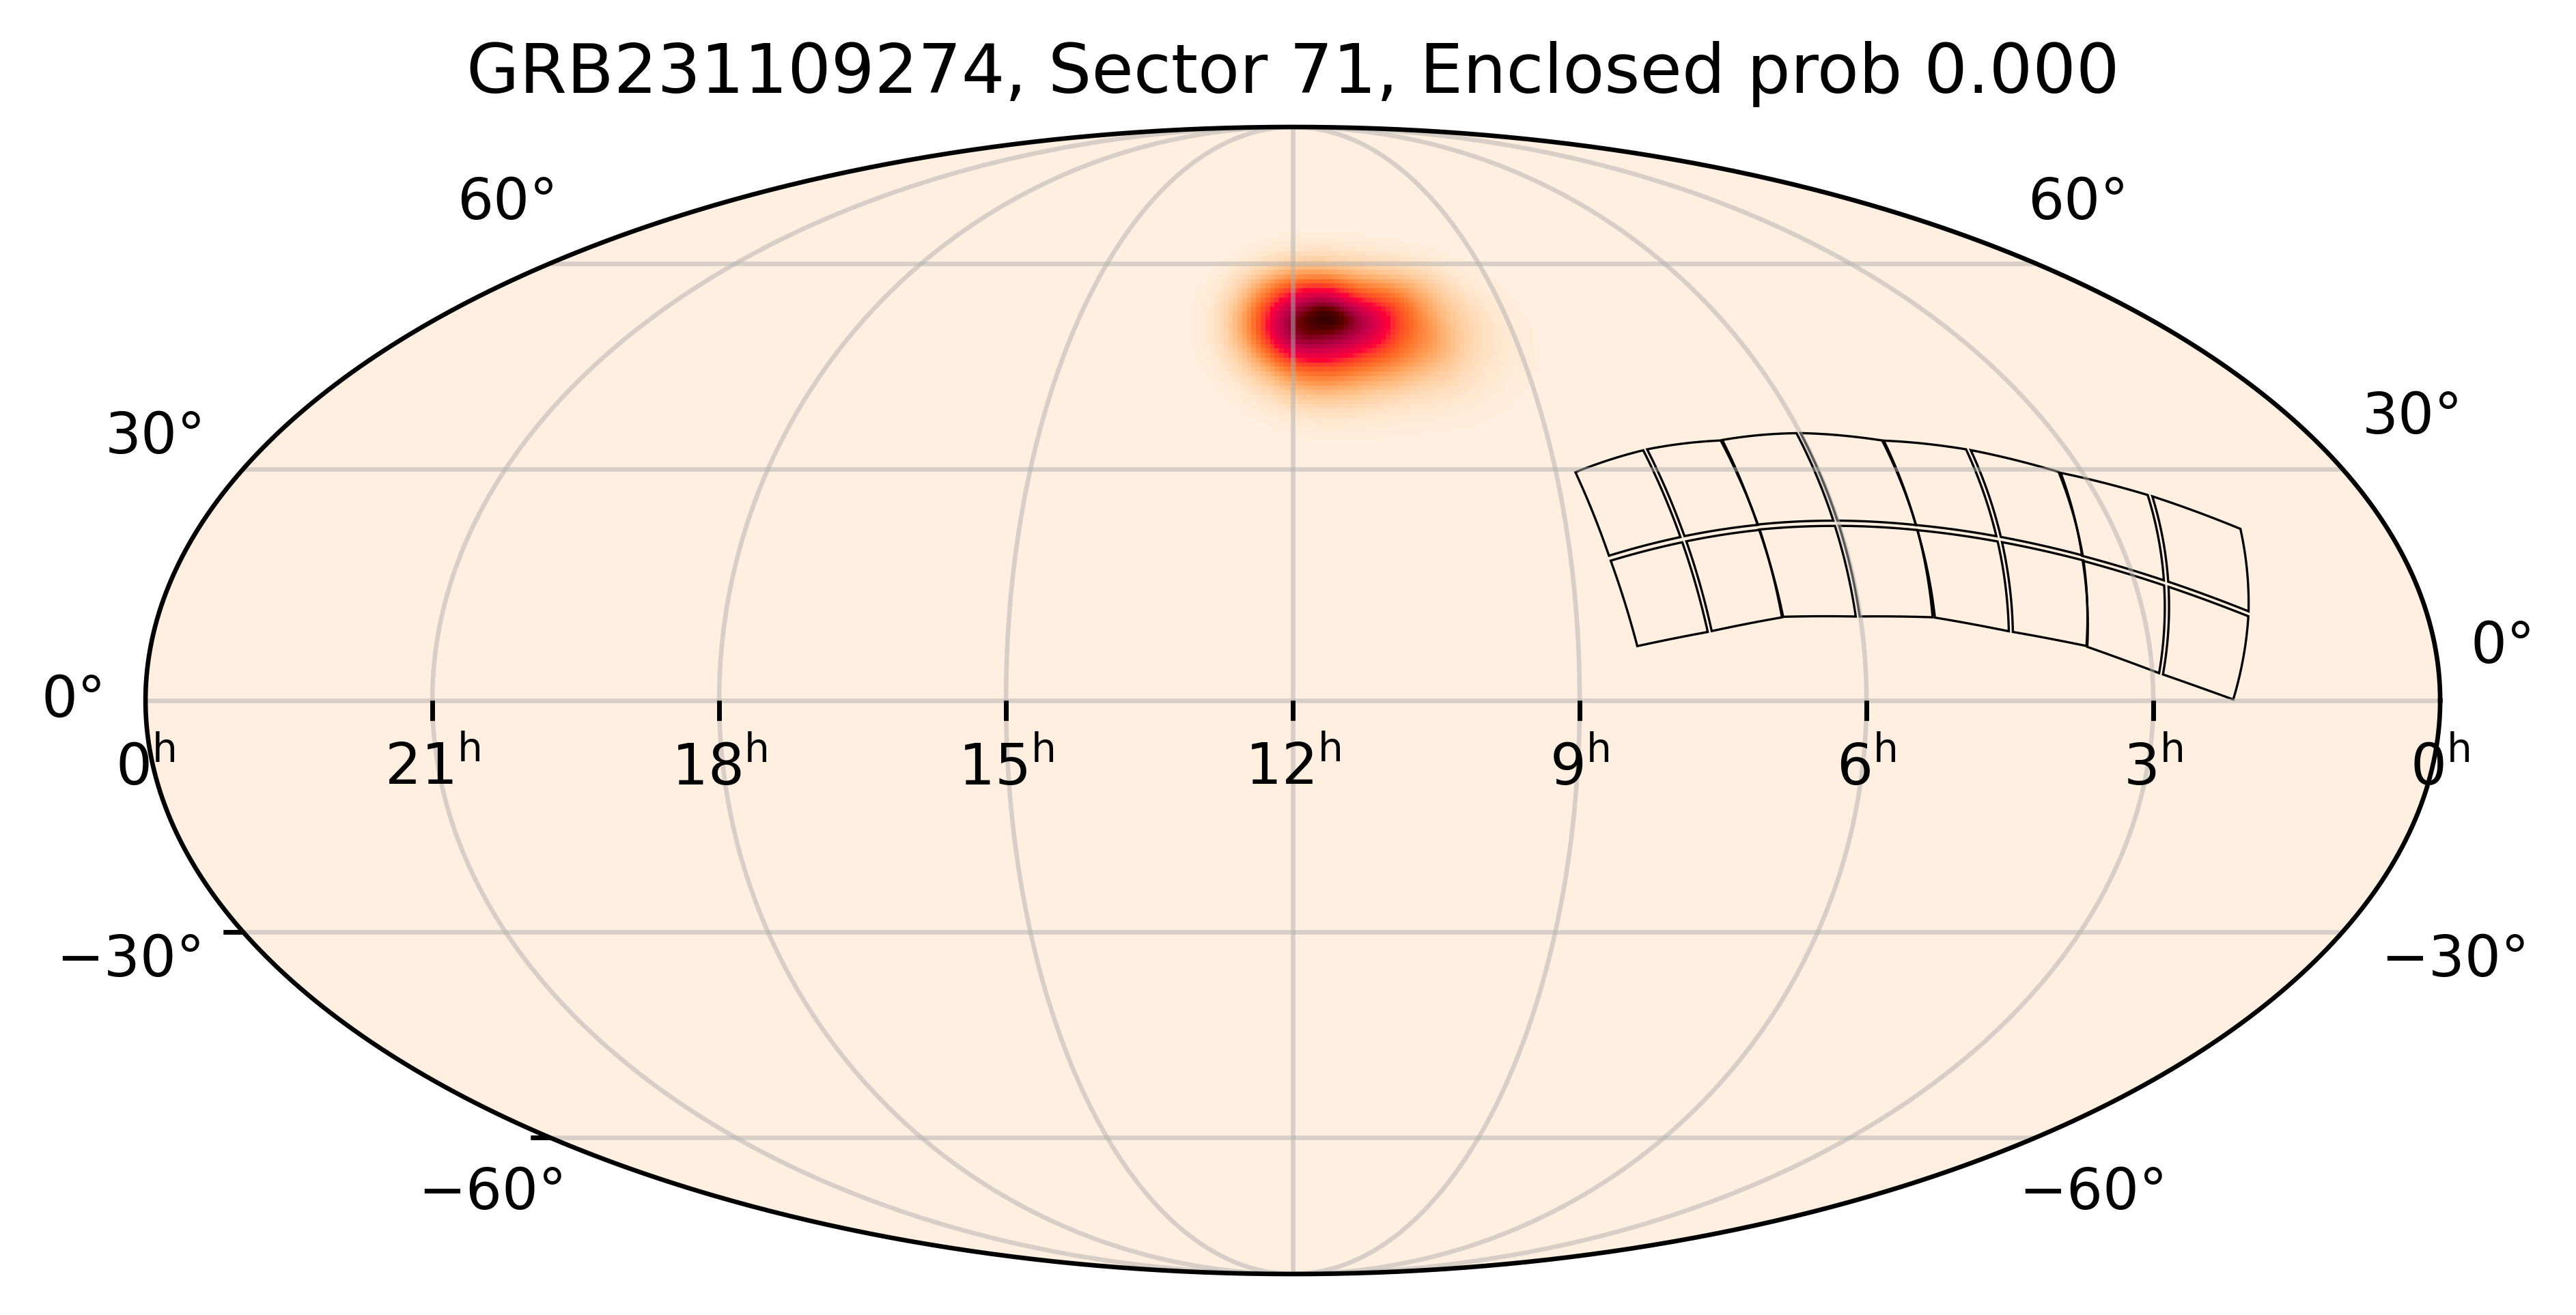 GRB231109274, Sector 71, Enclosed prob 0.000
60° 60°
30° 30°
0° 0°
0h 21h 18h 15h 12h 9h 6h 3h 0h
−30° −30°
−60° −60°